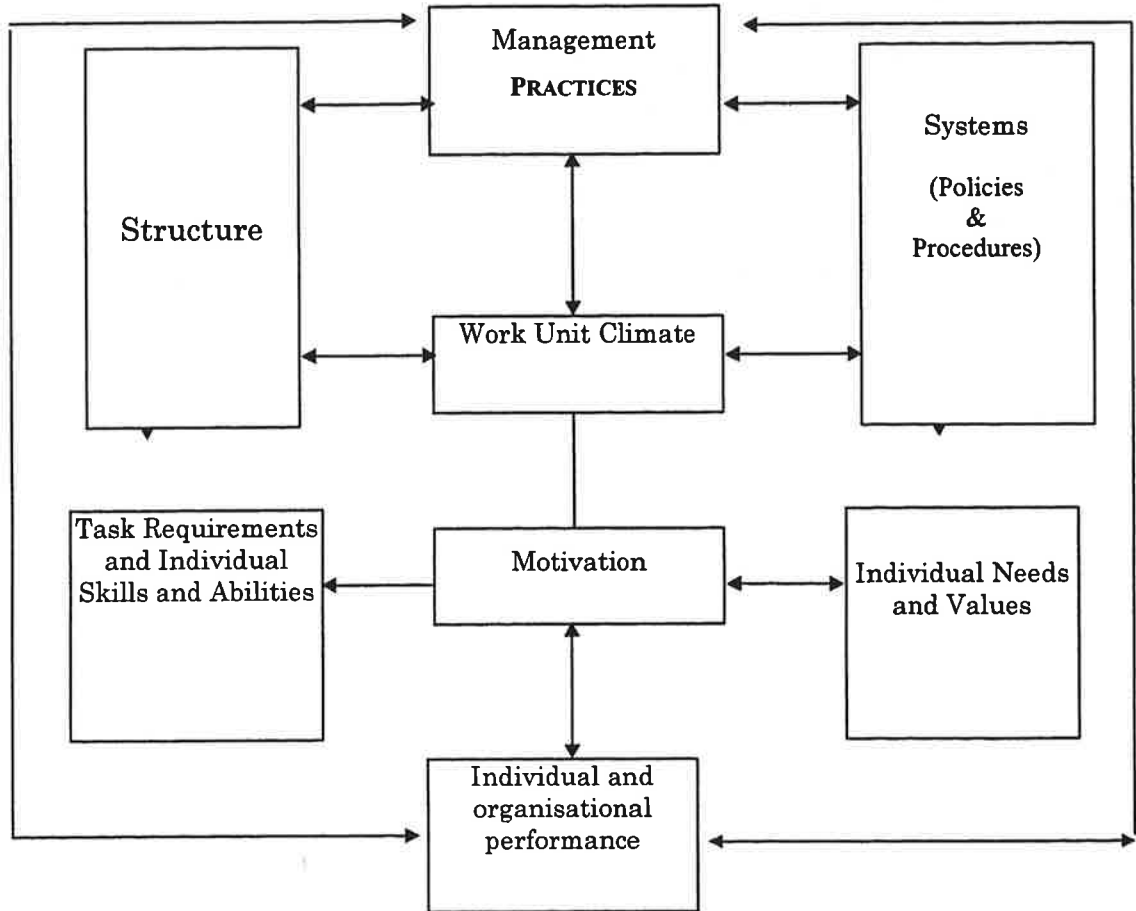 Management
PRACTICES
Structure
Systems
(Policies
&
Procedures)
Work Unit Climate
Task Requirements
and Individual
Skills and Abilities
Motivation
Individual Needs
and Values
Individual and
organisational
performance